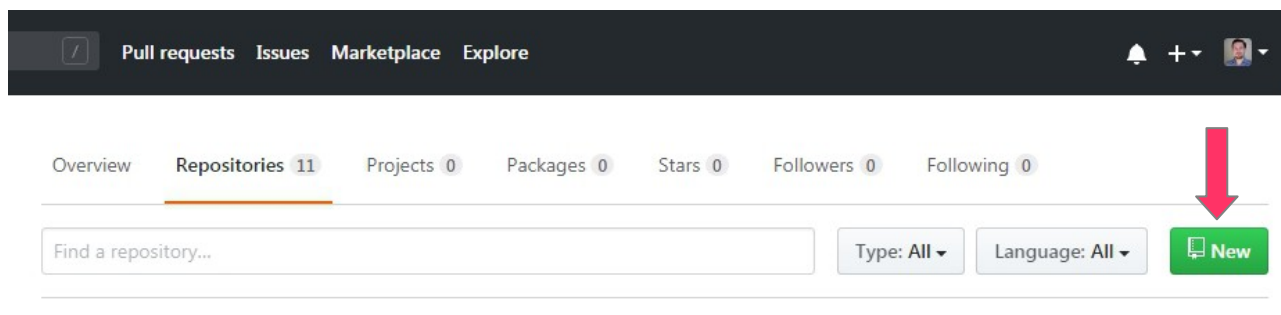 / Pull requests Issues Marketplace Explore
Overview Repositories 11 Projects 0 Packages 0 Stars 0 Followers 0 Following 0
Find a repository... Type: All Language: All New